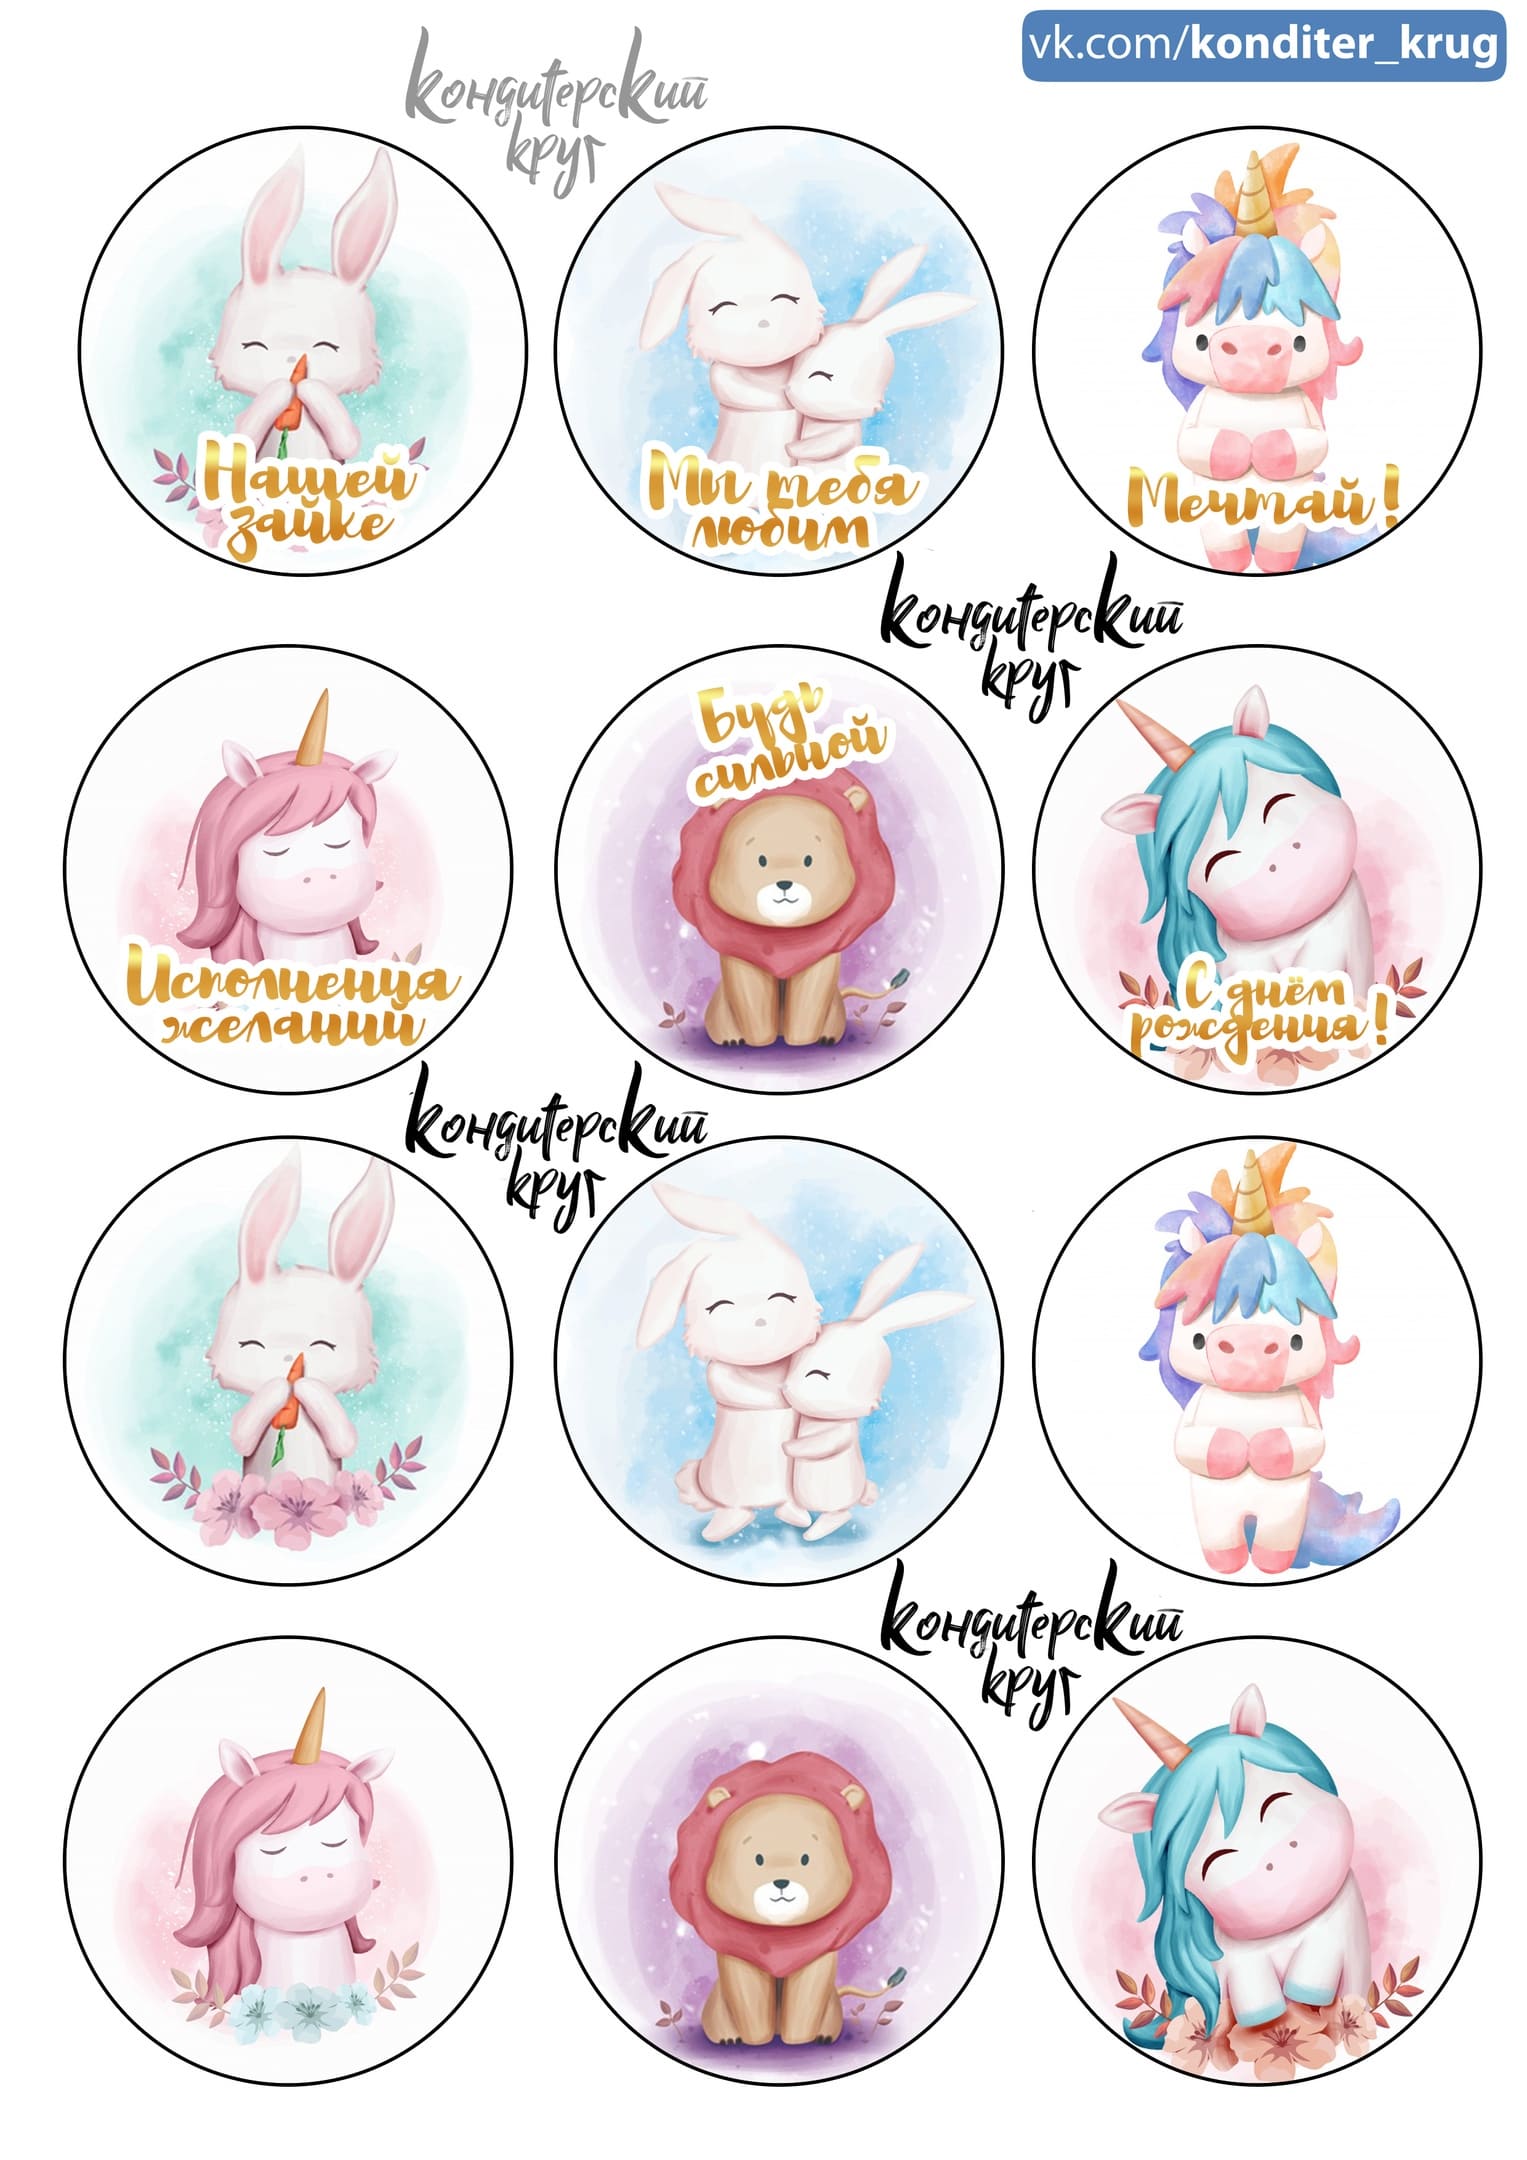 vk.com/konditer_krug
кондитерский
круг
Нашей
зайке
Мы тебя
любим
Мечтай!
кондитерский
круг
Исполнения
желаний
Будь
сильной
С днём
рождения!
кондитерский
круг
кондитерский
круг